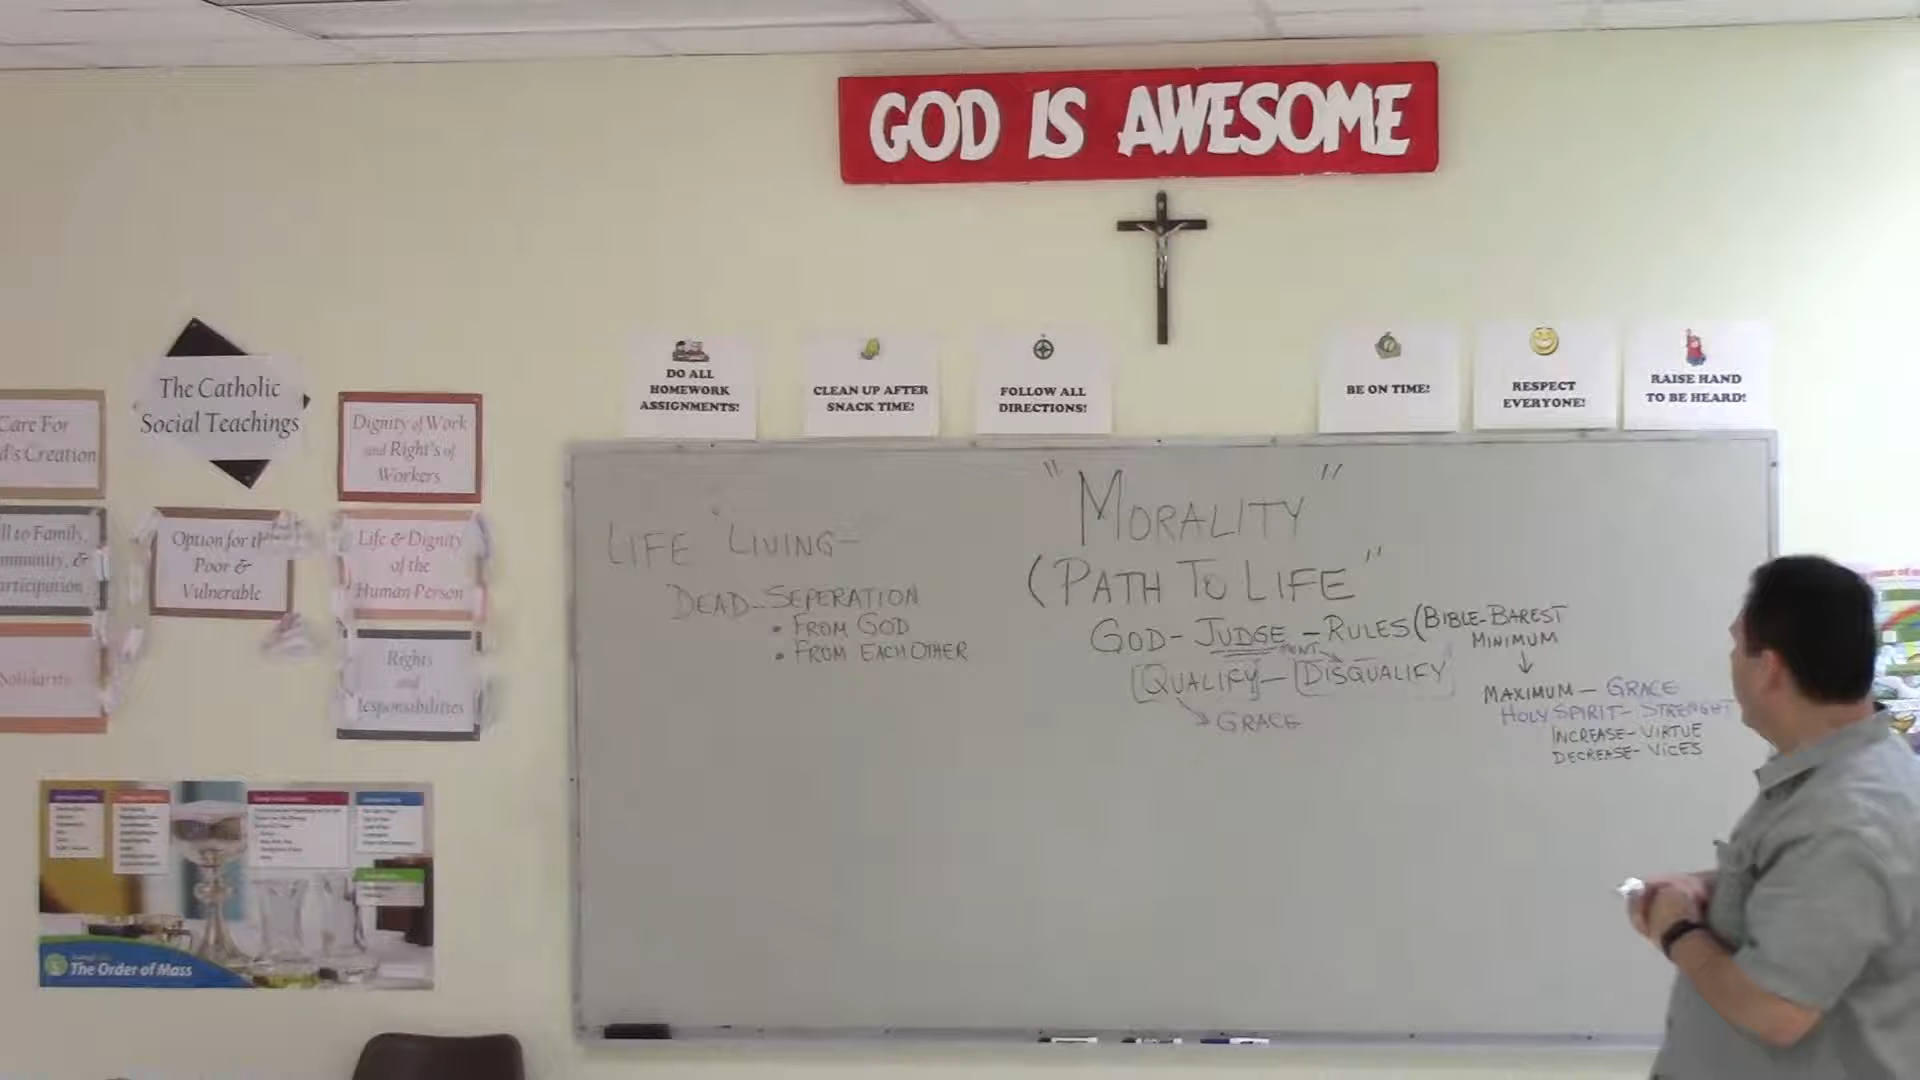 GOD IS AWESOME
DO ALL
HOMEWORK
ASSIGNMENTS!
CLEAN UP AFTER
SNACK TIME!
FOLLOW ALL
DIRECTIONS!
BE ON TIME!
RESPECT
EVERYONE!
RAISE HAND
TO BE HEARD!
The Catholic
Social Teachings
Care For
d's Creation
Dignity of Work
and Right's of
Workers
ll to Family,
mmunity, &
articipation
Option for th
Poor &
Vulnerable
Life & Dignity
of the
Human Person
Solidarity
Rights
and
Responsibilities
The Order of Mass
LIFE "LIVING-
DEAD-SEPERATION
• FROM GOD
• FROM EACH OTHER
"MORALITY"
(PATH TO LIFE"
GOD-JUDGE-RULES(BIBLE-BAREST
MENT
MINIMUM
QUALIFY-DISQUALIFY
GRACE
MAXIMUM-GRACE
HOLY SPIRIT-STRENGHT
INCREASE-VIRTUE
DECREASE-VICES